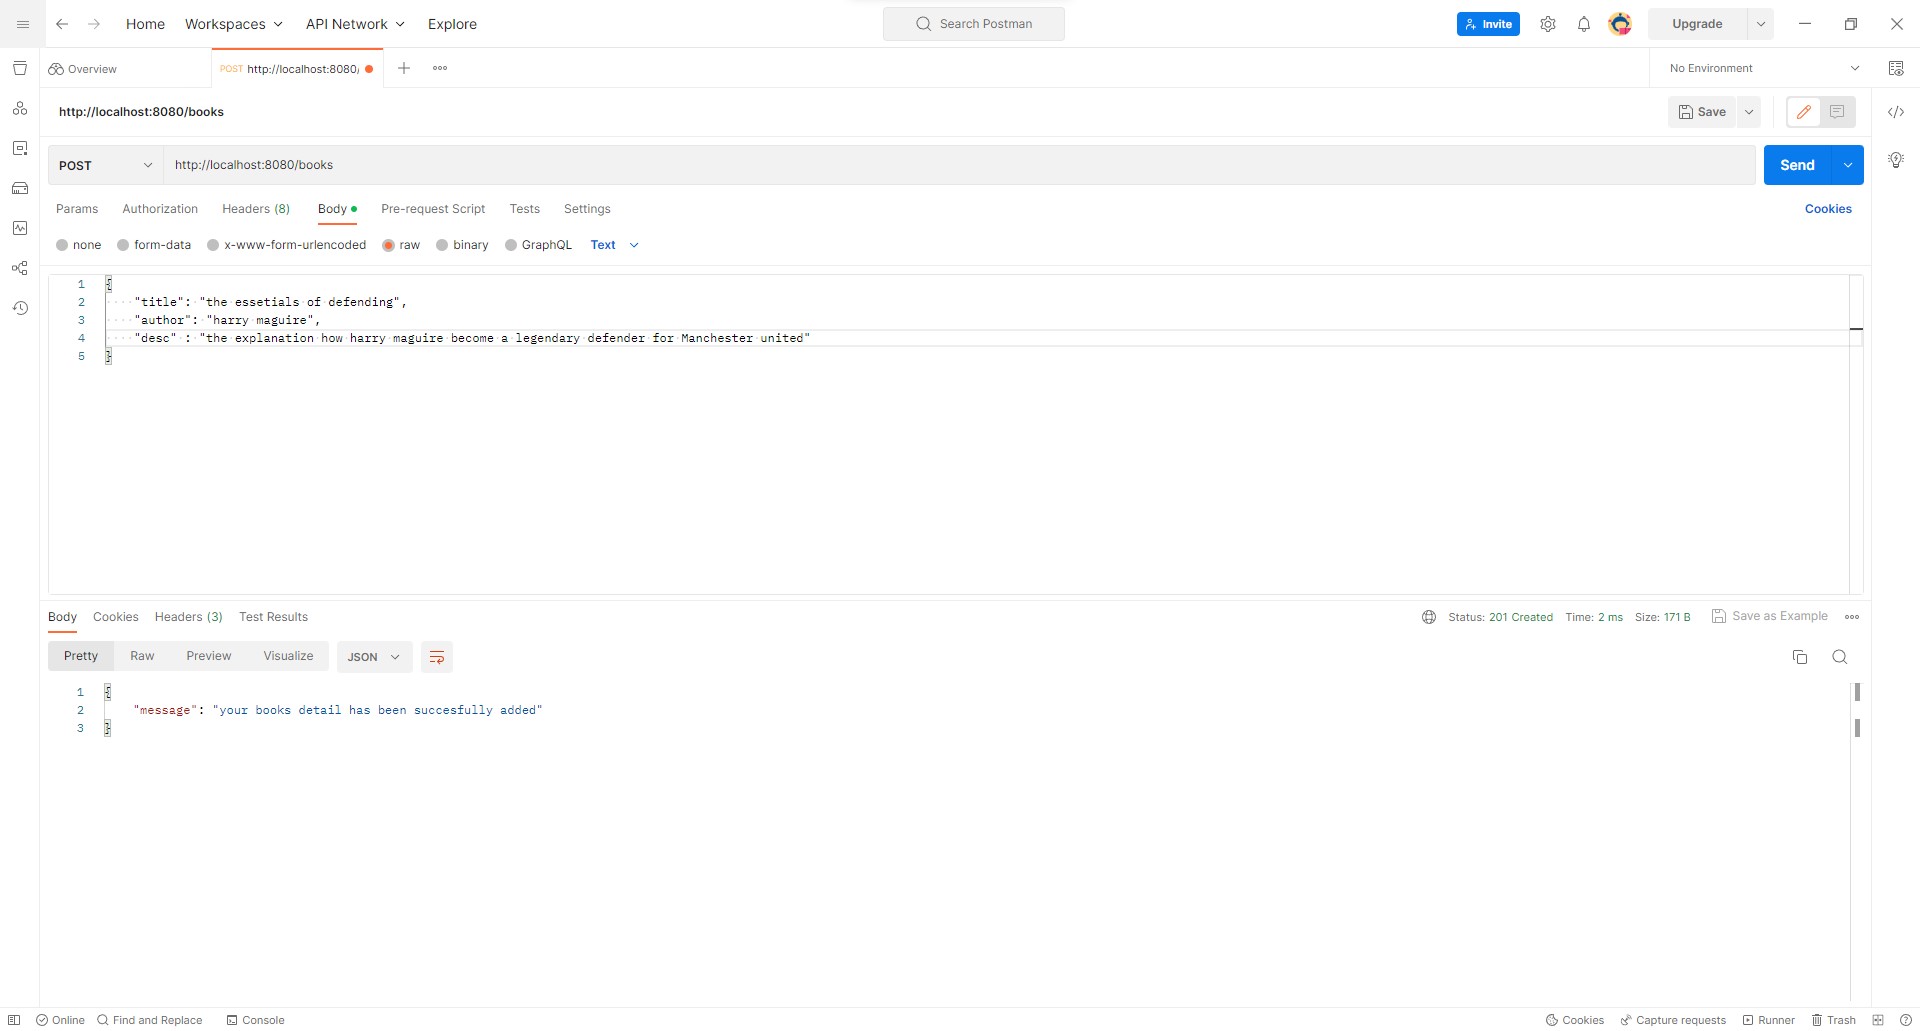 Home Workspaces API Network Explore Search Postman Invite Upgrade
Overview POST http://localhost:8080/ No Environment
http://localhost:8080/books Save
POST http://localhost:8080/books Send
Params Authorization Headers (8) Body Pre-request Script Tests Settings Cookies
none form-data x-www-form-urlencoded raw binary GraphQL Text
1 {
2 "title": "the essetials of defending",
3 "author": "harry maguire",
4 "desc" : "the explanation how harry maguire become a legendary defender for Manchester united"
5 }
Body Cookies Headers (3) Test Results Status: 201 Created Time: 2 ms Size: 171 B Save as Example
Pretty Raw Preview Visualize JSON
1 {
2 "message": "your books detail has been succesfully added"
3 }
Online Find and Replace Console Cookies Capture requests Runner Trash